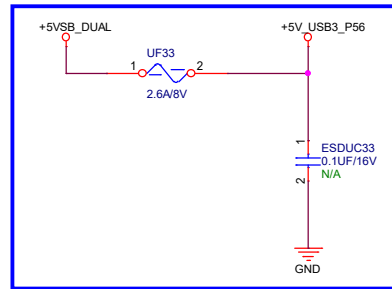 +5VSB_DUAL
+5V_USB3_P56
UF33
1
2
2.6A/8V
1
ESDUC33
0.1UF/16V
2
N/A
GND